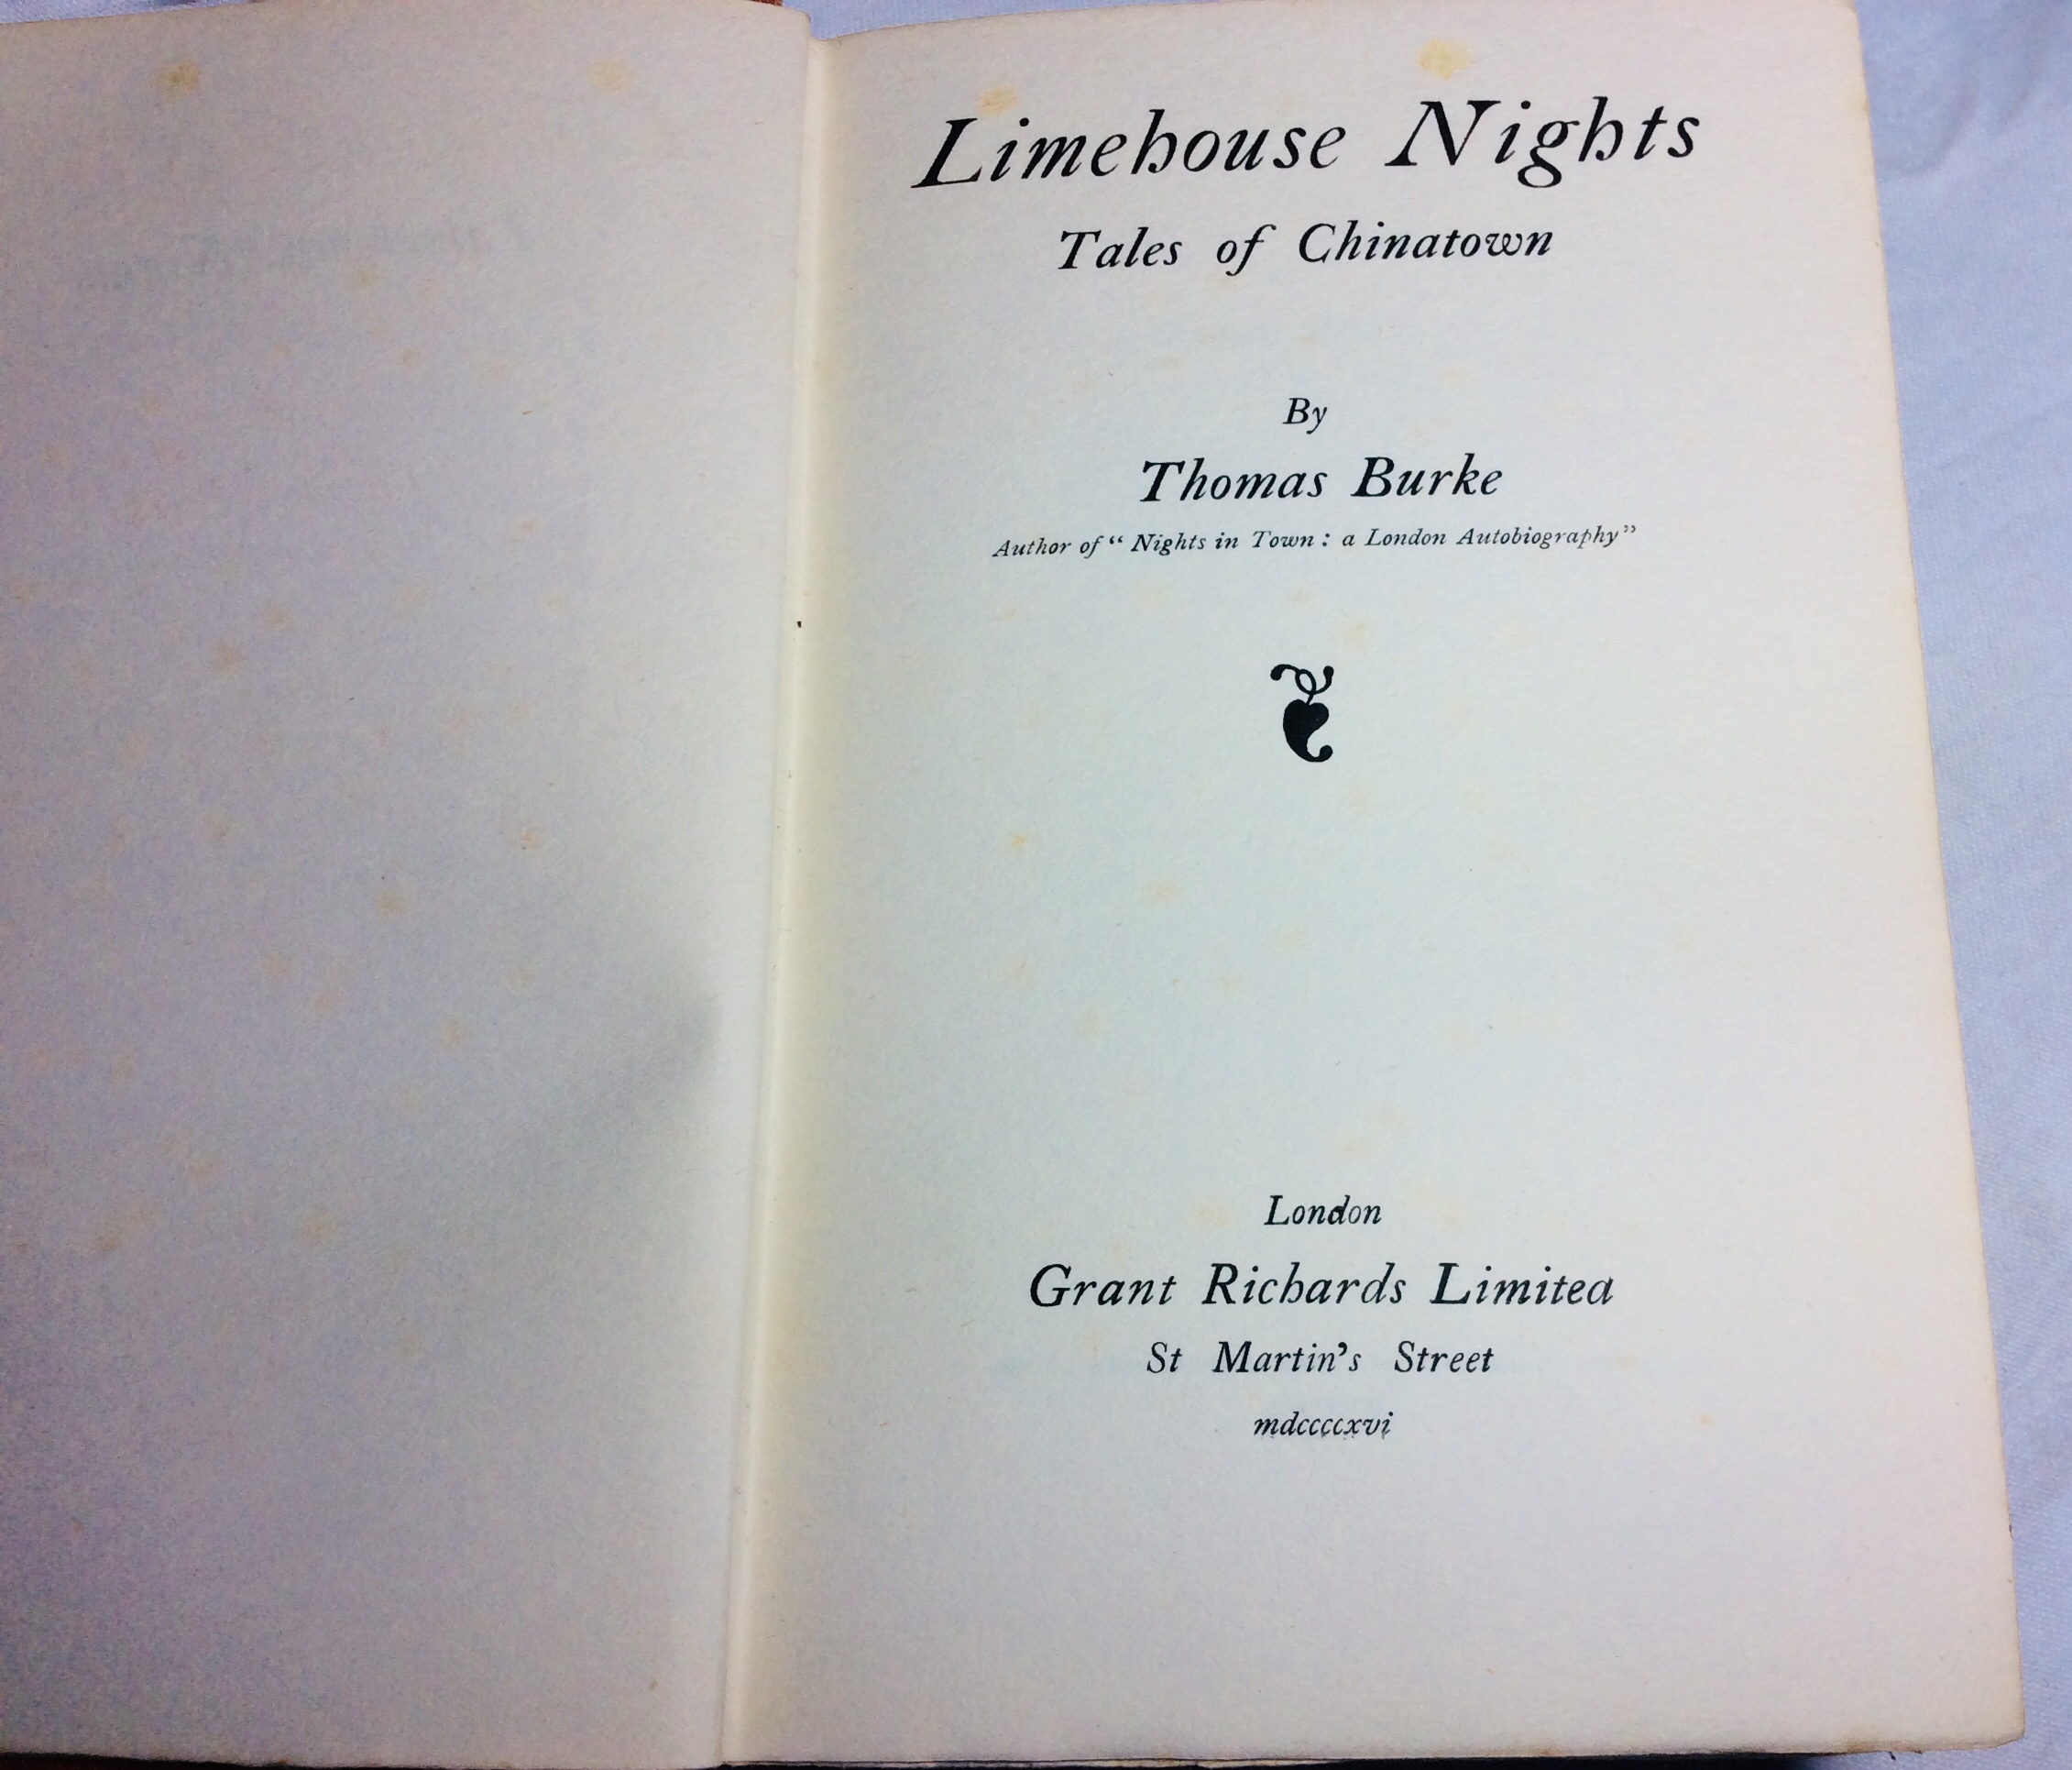 Limehouse Nights
Tales of Chinatown
By
Thomas Burke
Author of “ Nights in Town : a London Autobiography”
London
Grant Richards Limited
St Martin’s Street
mdccccxvi